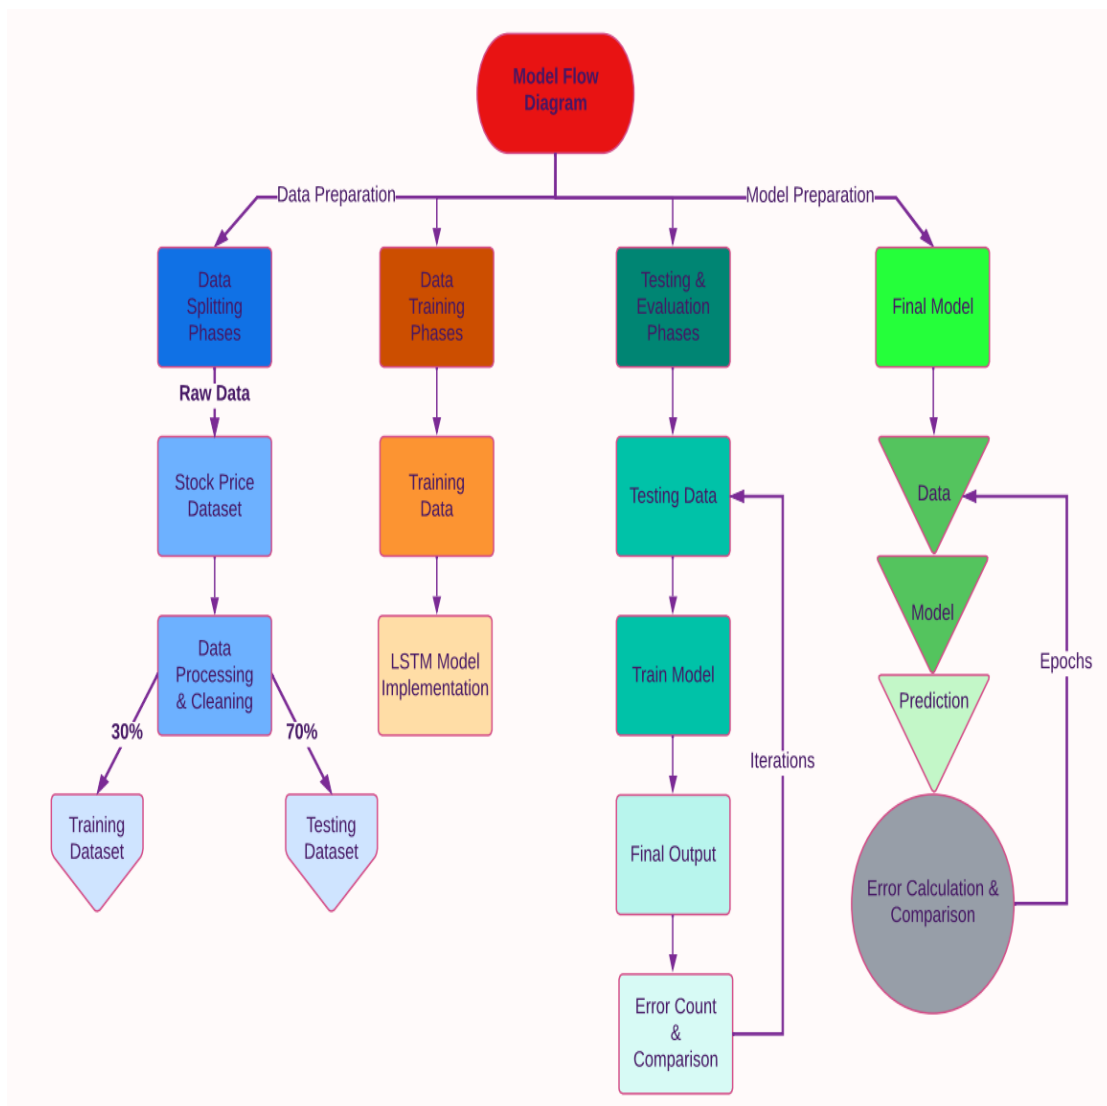 Model Flow
Diagram
Data Preparation
Model Preparation
Data
Splitting
Phases
Data
Training
Phases
Testing &
Evaluation
Phases
Final Model
Raw Data
Stock Price
Dataset
Training
Data
Testing Data
Data
Data
Processing
& Cleaning
LSTM Model
Implementation
Train Model
Model
Epochs
Prediction
30%
70%
Iterations
Training
Dataset
Testing
Dataset
Final Output
Error Calculation &
Comparison
Error Count
&
Comparison